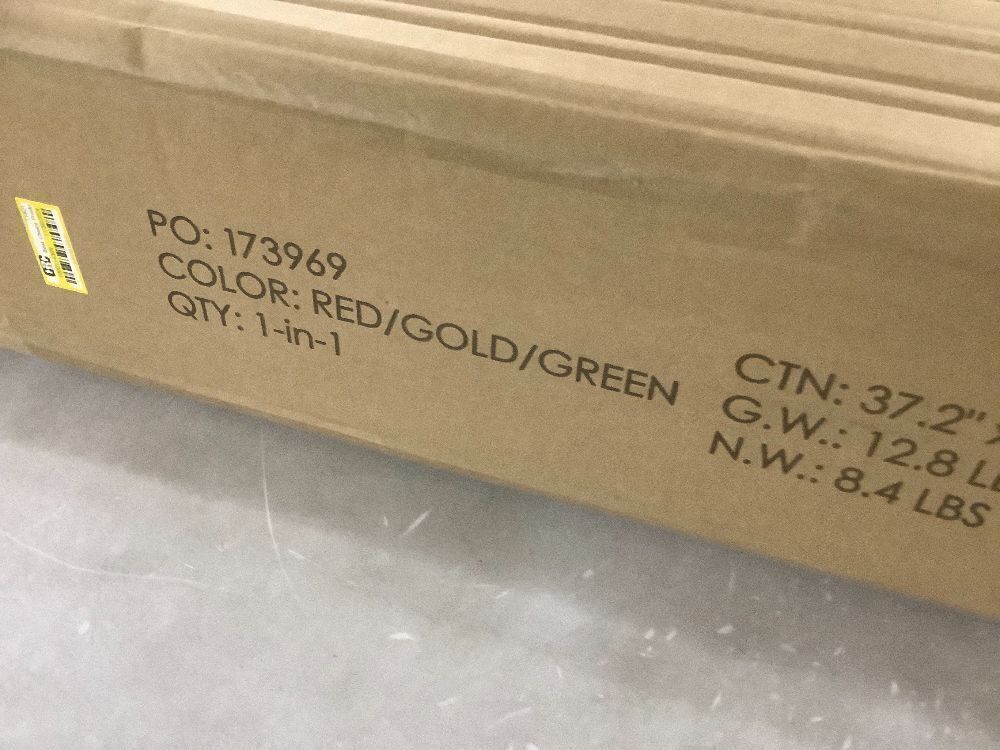 PO: 173969
COLOR: RED/GOLD/GREEN
QTY: 1-in-1
CTN: 37.2"
G.W.: 12.8
N.W.: 8.4 LBS